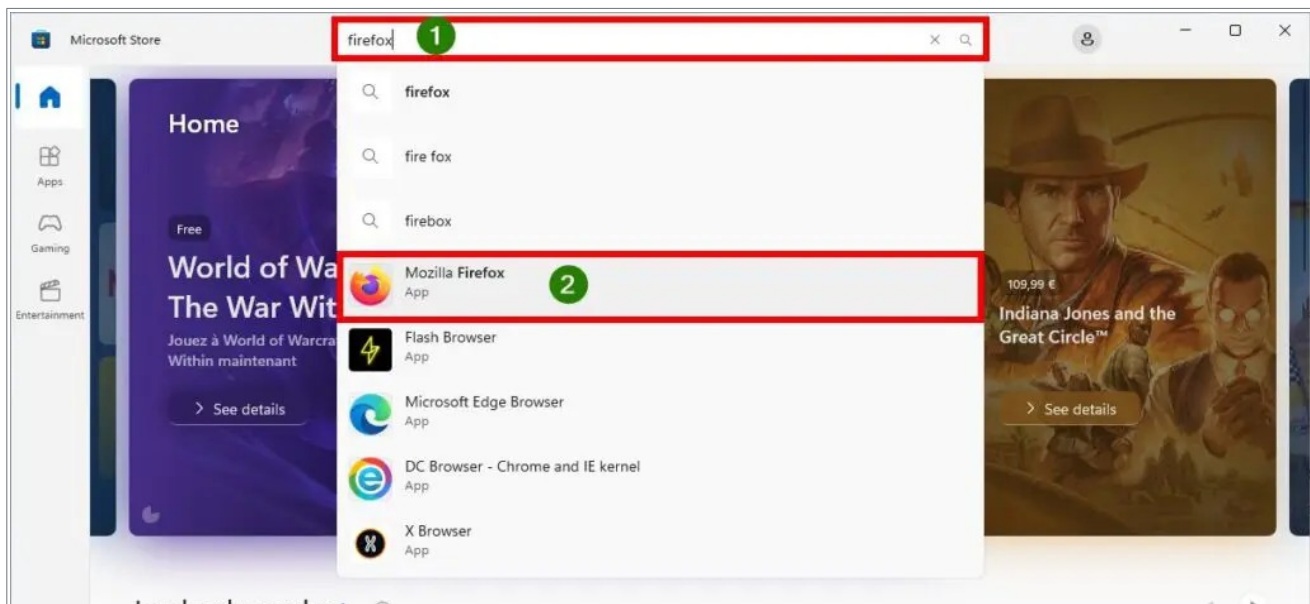 Microsoft Store
firefox
1
firefox
fire fox
firebox
Mozilla Firefox
App
2
Flash Browser
App
Microsoft Edge Browser
App
DC Browser - Chrome and IE kernel
App
X Browser
App
Apps
Gaming
Entertainment
Home
Free
World of Wa
The War Wit
Jouez à World of Warcra
Within maintenant
See details
109,99 €
Indiana Jones and the
Great Circle™
See details